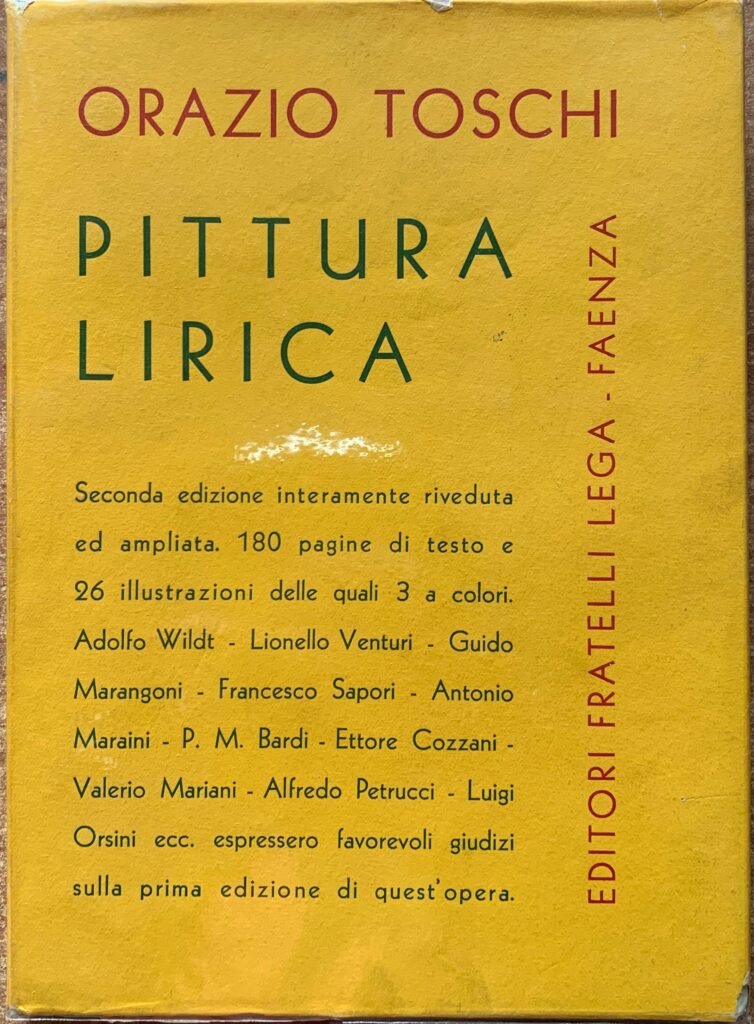 ORAZIO TOSCHI
PITTURA
LIRICA
Seconda edizione interamente riveduta
ed ampliata. 180 pagine di testo e
26 illustrazioni delle quali 3 a colori.
Adolfo Wildt - Lionello Venturi - Guido
Marangoni - Francesco Sapori - Antonio
Maraini - P. M. Bardi - Ettore Cozzani -
Valerio Mariani - Alfredo Petrucci - Luigi
Orsini ecc. espressero favorevoli giudizi
sulla prima edizione di quest'opera.
EDITORI FRATELLI LEGA - FAENZA